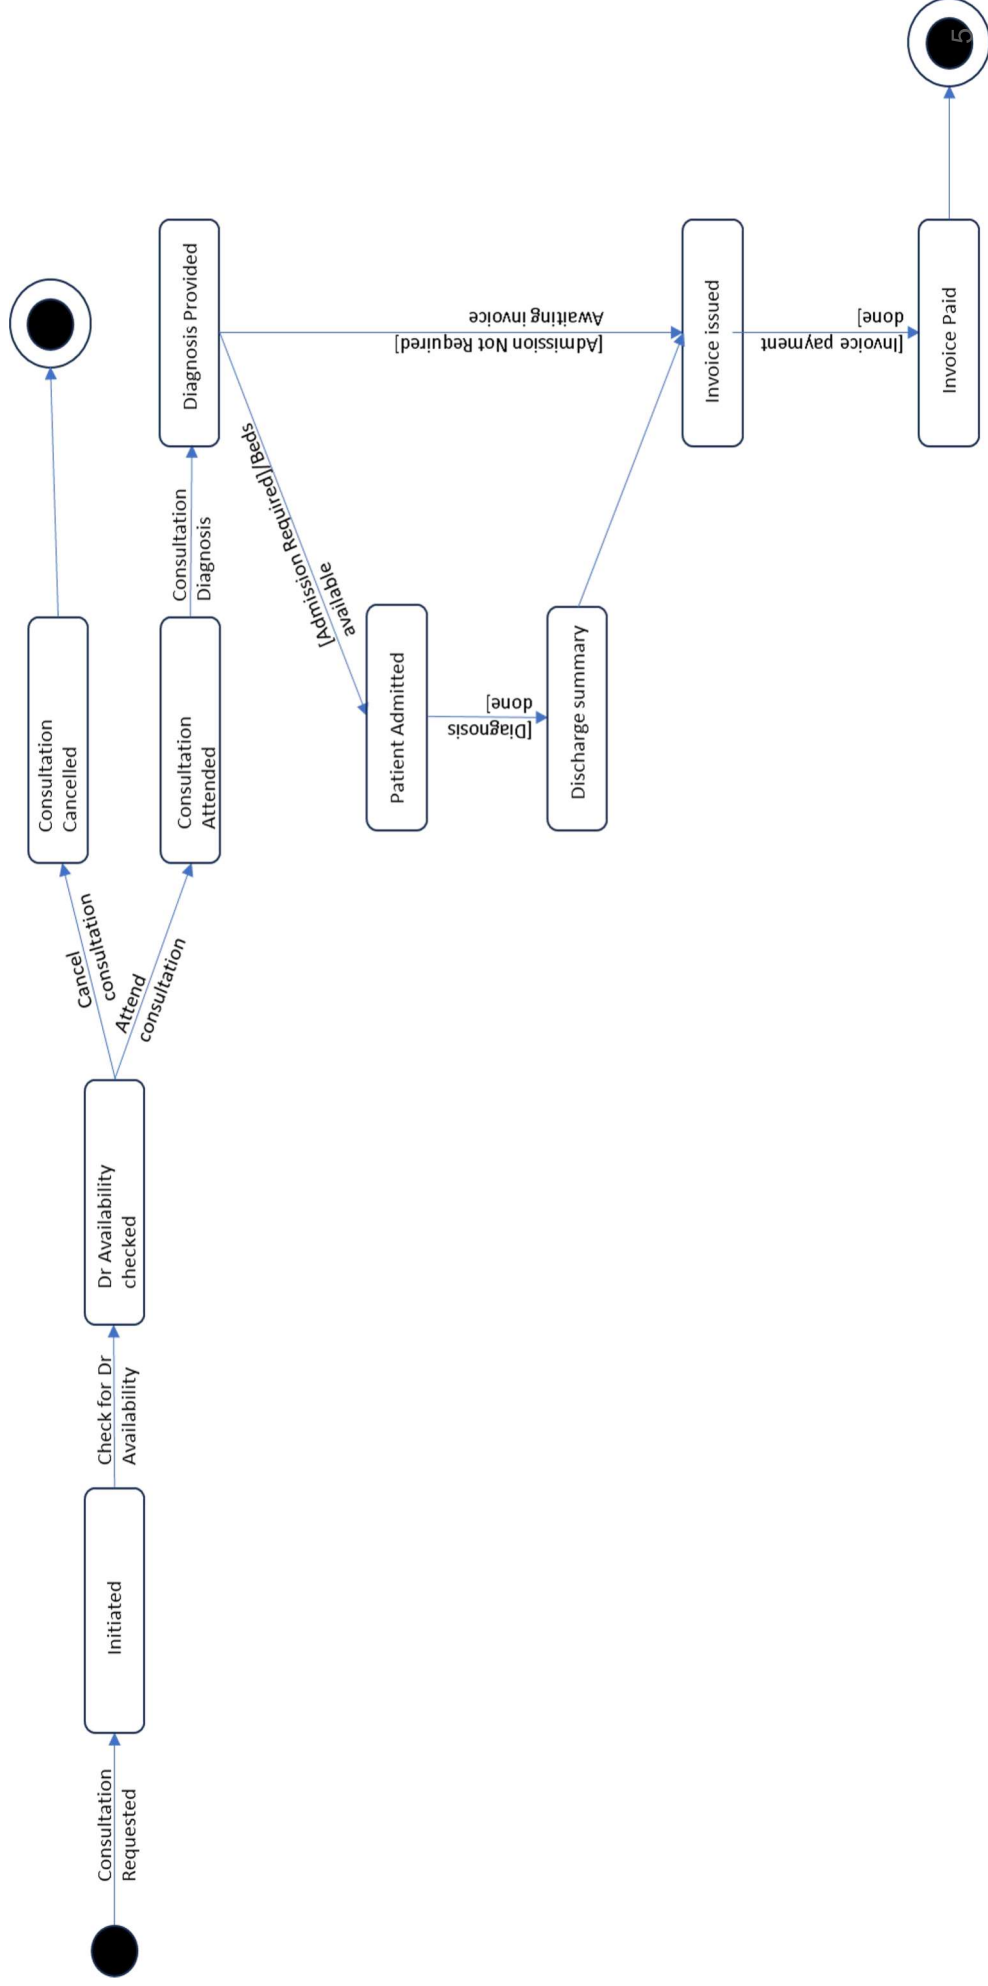 Consultation
Requested
Initiated
Check for Dr
Availability
Dr Availability
checked
Cancel
consultation
Attend
consultation
Consultation
Cancelled
Consultation
Attended
Consultation
Diagnosis
Diagnosis Provided
[Admission Required]/Beds
available
Patient Admitted
[Diagnosis
done]
Discharge summary
[Admission Not Required]
Awaiting invoice
Invoice issued
[Invoice payment
done]
Invoice Paid
5